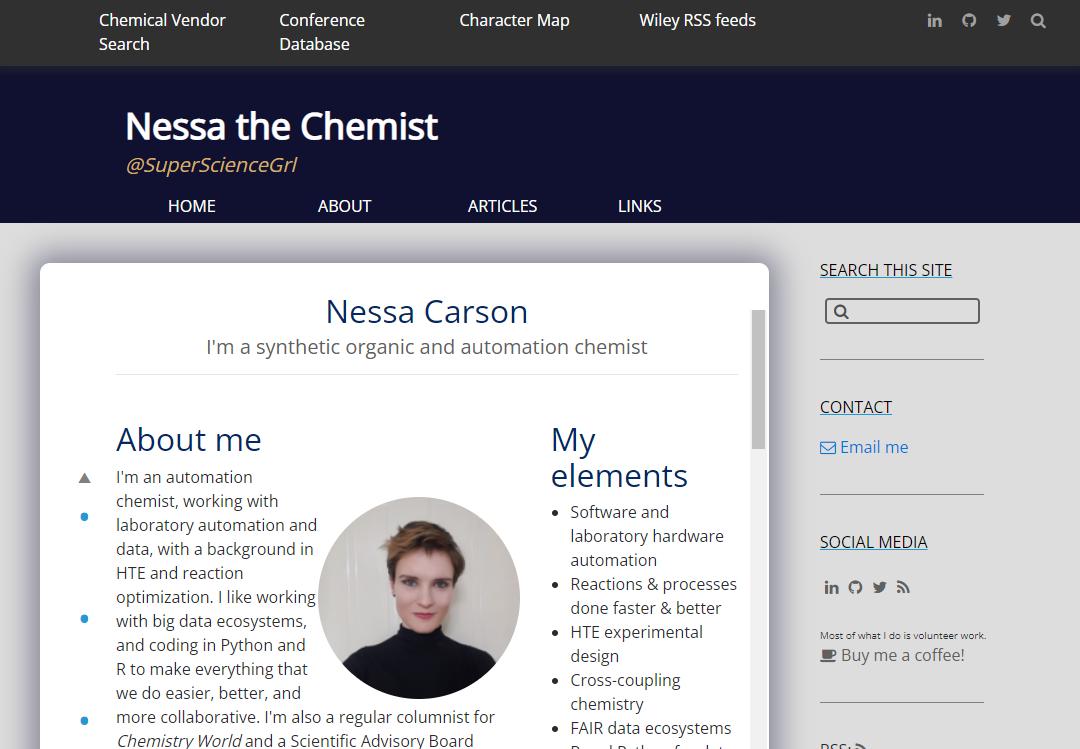 Chemical Vendor
Search
Conference
Database
Character Map
Wiley RSS feeds
Nessa the Chemist
@SuperScienceGrl
HOME
ABOUT
ARTICLES
LINKS
Nessa Carson
I'm a synthetic organic and automation chemist
About me
I'm an automation
chemist, working with
laboratory automation and
data, with a background in
HTE and reaction
optimization. I like working
with big data ecosystems,
and coding in Python and
R to make everything that
we do easier, better, and
more collaborative. I'm also a regular columnist for
Chemistry World and a Scientific Advisory Board
My
elements
• Software and
laboratory hardware
automation
• Reactions & processes
done faster & better
• HTE experimental
design
• Cross-coupling
chemistry
• FAIR data ecosystems
SEARCH THIS SITE
CONTACT
Email me
SOCIAL MEDIA
Most of what I do is volunteer work.
Buy me a coffee!
RSS: